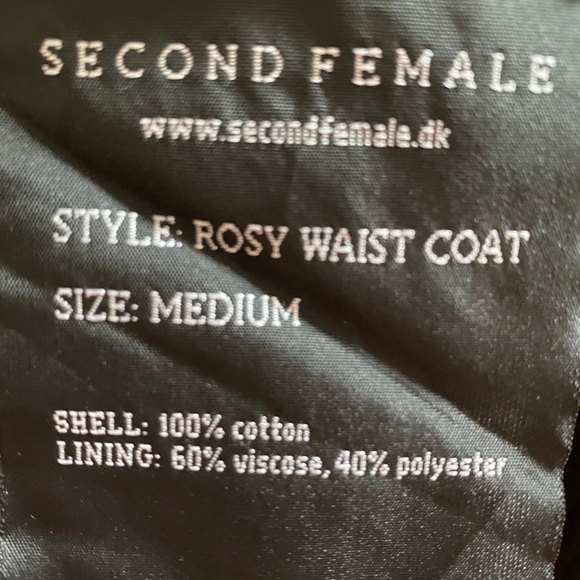 SECOND FEMALE
www.secondfemale.dk
STYLE: ROSY WAIST COAT
SIZE: MEDIUM
SHELL: 100% cotton
LINING: 60% viscose, 40% polyester